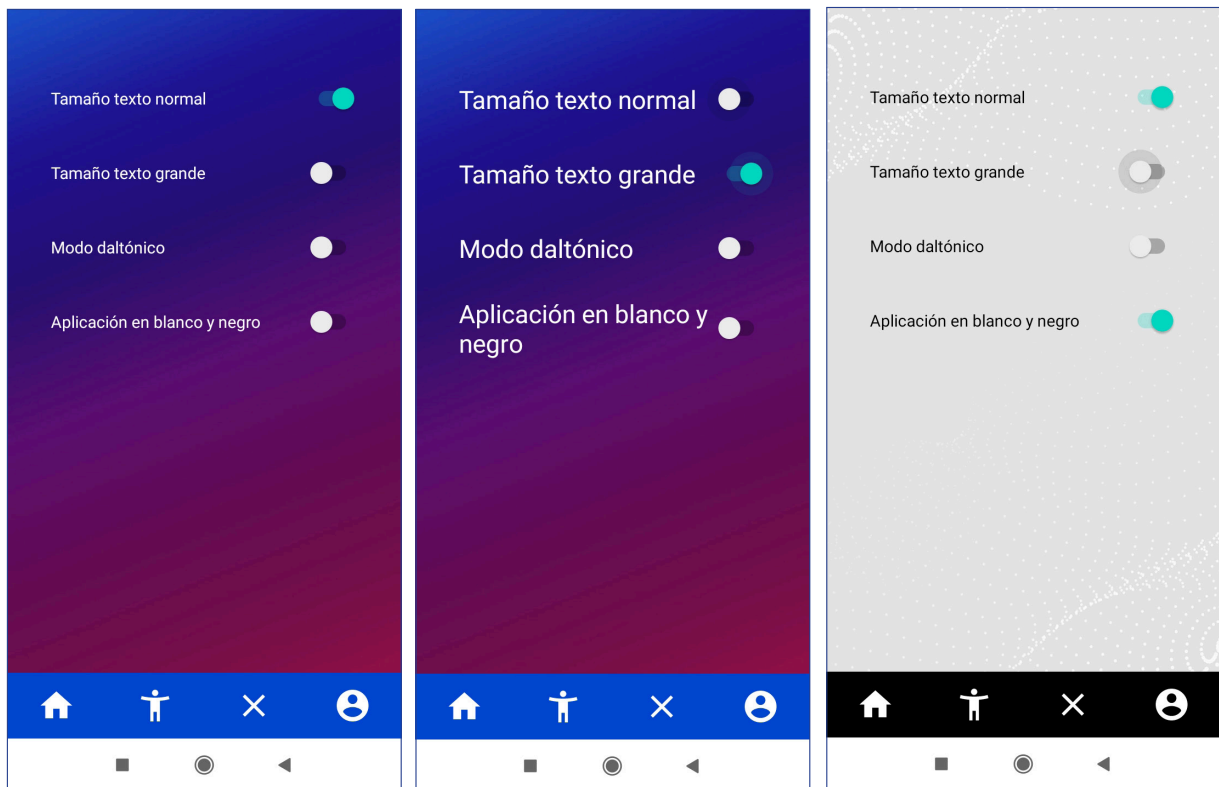 Tamaño texto normal
Tamaño texto grande
Modo daltónico
Aplicación en blanco y negro
Tamaño texto normal
Tamaño texto grande
Modo daltónico
Aplicación en blanco y
negro
Tamaño texto normal
Tamaño texto grande
Modo daltónico
Aplicación en blanco y negro